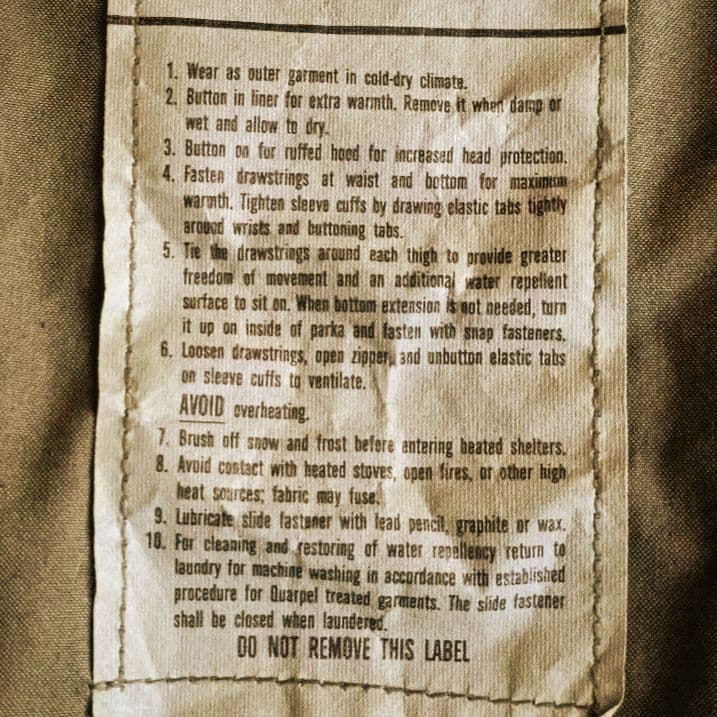 1. Wear as outer garment in cold-dry climate.
2. Button in liner for extra warmth. Remove it when damp or
wet and allow to dry.
3. Button on fur ruffed hood for increased head protection.
4. Fasten drawstrings at waist and bottom for maximum
warmth. Tighten sleeve cuffs by drawing elastic tabs tightly
around wrists and buttoning tabs.
5. Tie the drawstrings around each thigh to provide greater
freedom of movement and an additional water repellent
surface to sit on. When bottom extension is not needed, turn
it up on inside of parka and fasten with snap fasteners.
6. Loosen drawstrings, open zipper, and unbutton elastic tabs
on sleeve cuffs to ventilate.
AVOID overheating.
7. Brush off snow and frost before entering heated shelters.
8. Avoid contact with heated stoves, open fires, or other high
heat sources; fabric may fuse.
9. Lubricate slide fastener with lead pencil, graphite or wax.
10. For cleaning and restoring of water repellency return to
laundry for machine washing in accordance with established
procedure for Quarpel treated garments. The slide fastener
shall be closed when laundered.
DO NOT REMOVE THIS LABEL